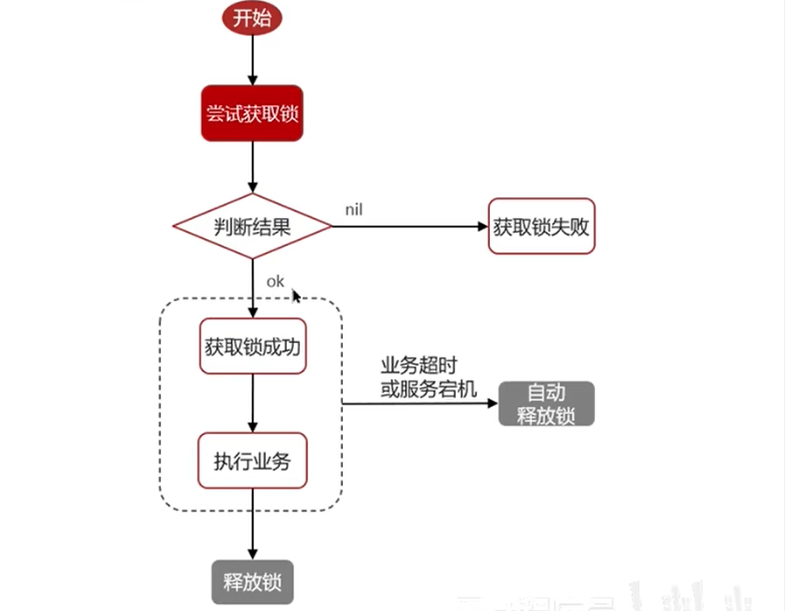 开始
尝试获取锁
判断结果
nil
获取锁失败
ok
获取锁成功
业务超时
或服务宕机
自动
释放锁
执行业务
释放锁